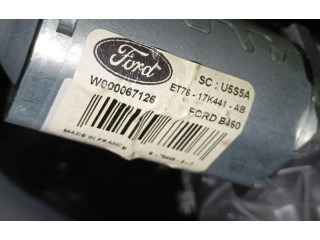 Ford
SC : U5S5A
W000067126
ET76 - 17K441 - AB
FORD B460
MADE IN FRANCE